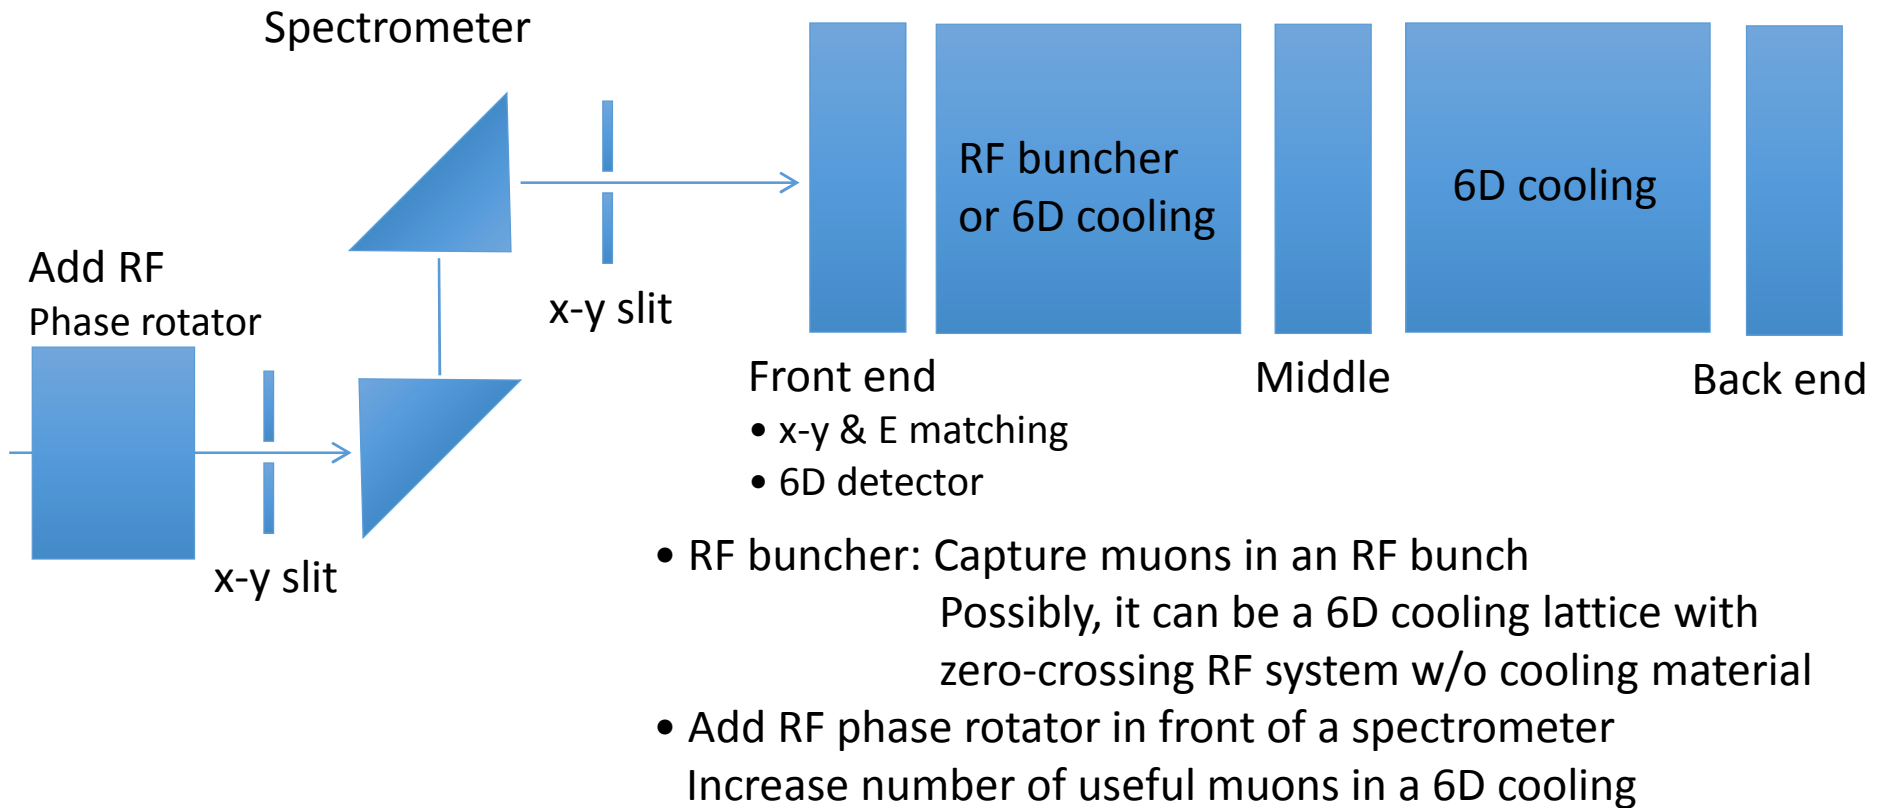 Spectrometer
RF buncher
or 6D cooling
6D cooling
Add RF
Phase rotator
x-y slit
x-y slit
Front end
• x-y & E matching
• 6D detector
Middle
Back end
• RF buncher: Capture muons in an RF bunch
Possibly, it can be a 6D cooling lattice with
zero-crossing RF system w/o cooling material
• Add RF phase rotator in front of a spectrometer
Increase number of useful muons in a 6D cooling